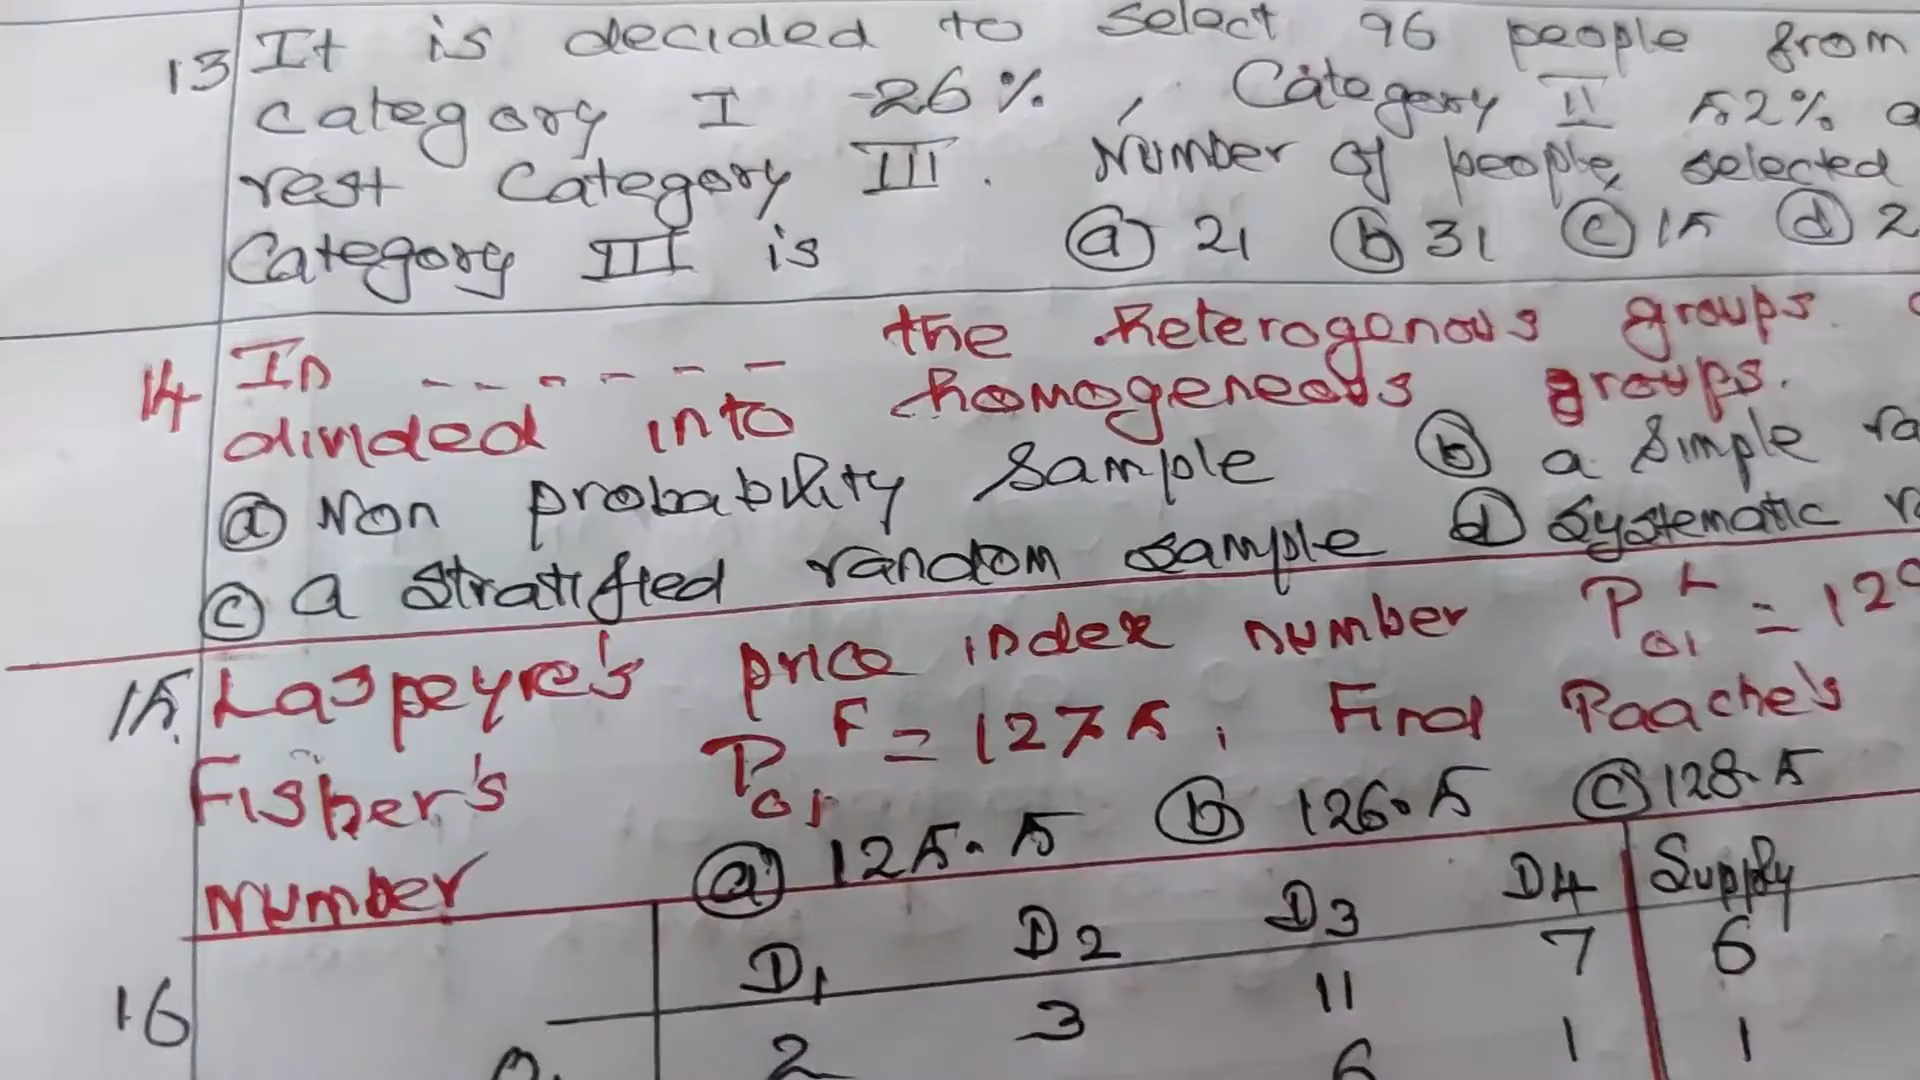 13 It is decided to select 96 people from
category I -26%, Category II 52%
rest Category III. Number of people selected
Category III is (a) 21 (b) 31 (c) 15 (d) 2
14 In ------- the heterogenous groups.
divided into homogeneous groups.
(a) Non probability Sample (b) a Simple ra
(c) a stratified random sample (d) Systematic
15. Laspeyre's price index number P01 L = 12
Fisher's P01 F = 127.5, Find Paache's
Number (a) 125.5 (b) 126.5 (c) 128.5
16 D1 D2 D3 D4 Supply
2 3 11 7 6
6 1 1